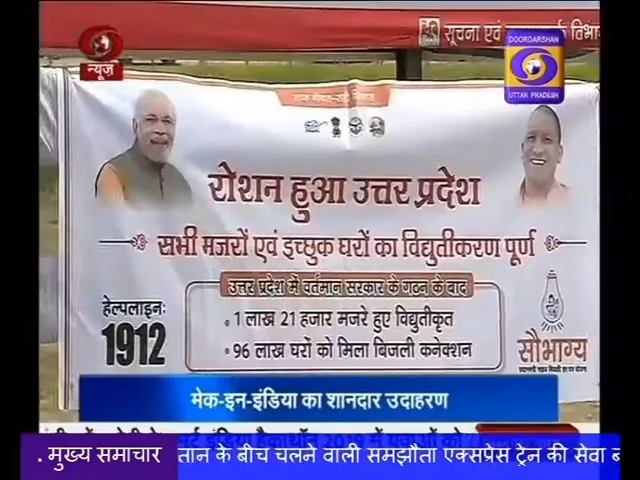 सूचना एवं
विभा
न्यूज़
DOORDARSHAN
UTTAR PRADESH
रोशन हुआ उत्तर प्रदेश
सभी मजरों एवं इच्छुक घरों का विद्युतीकरण पूर्ण
उत्तर प्रदेश में वर्तमान सरकार के गठन के बाद
• 1 लाख 21 हजार मजरे हुए विद्युतीकृत
• 96 लाख घरों को मिला बिजली कनेक्शन
हेल्पलाइन:
1912
सौभाग्य
मेक-इन-इंडिया का शानदार उदाहरण
इंडिया हैकाथॉन 2019 में
. मुख्य समाचार
तान के बीच चलने वाली समझौता एक्सप्रेस ट्रेन की सेवा ब